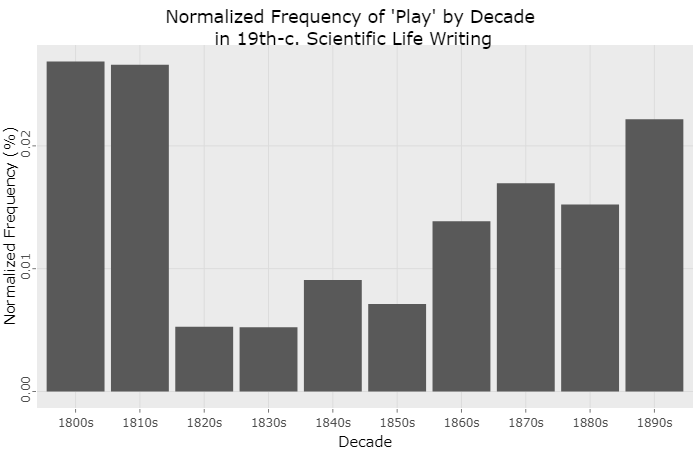 Normalized Frequency of 'Play' by Decade
in 19th-c. Scientific Life Writing
Normalized Frequency (%)
0.02
0.01
0.00
1800s 1810s 1820s 1830s 1840s 1850s 1860s 1870s 1880s 1890s
Decade